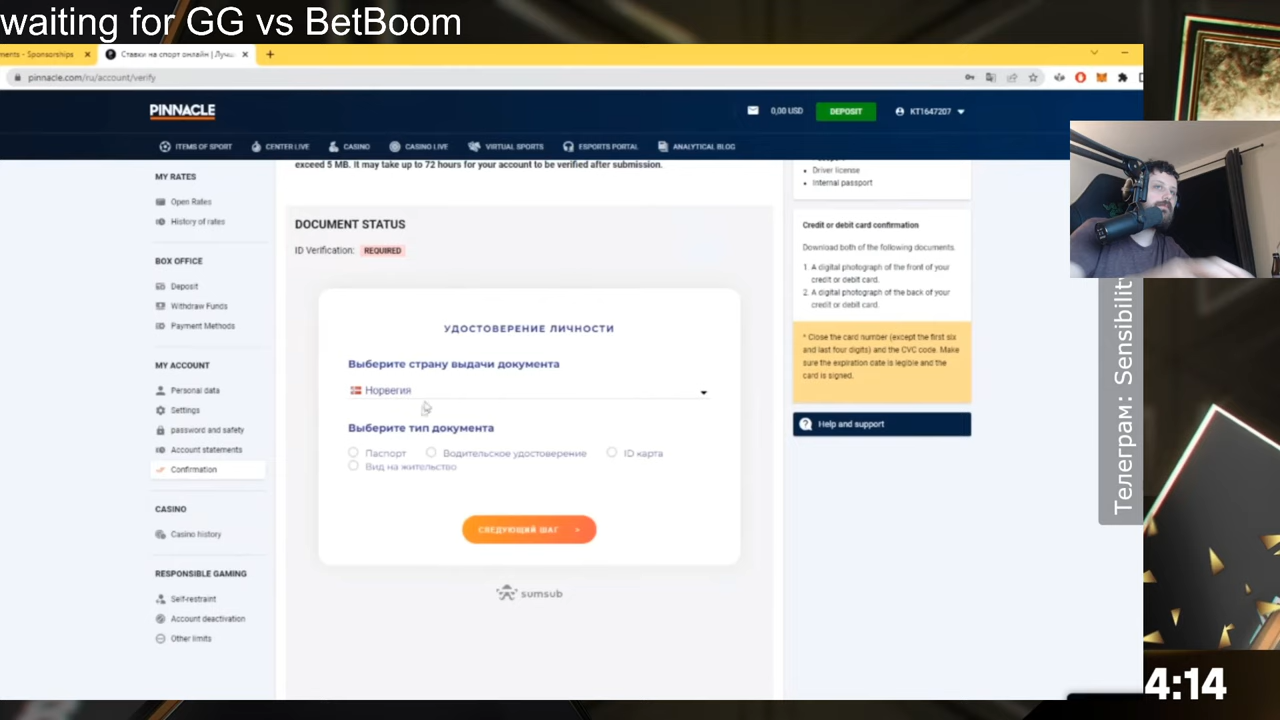 waiting for GG vs BetBoom
ments - Sponsorships
Ставки на спорт онлайн | Лучш
pinnacle.com/ru/account/verify
PINNACLE
0,00 USD
DEPOSIT
KT1647207
ITEMS OF SPORT
CENTER LIVE
CASINO
CASINO LIVE
VIRTUAL SPORTS
ESPORTS PORTAL
ANALYTICAL BLOG
exceed 5 MB. It may take up to 72 hours for your account to be verified after submission.
MY RATES
Open Rates
History of rates
BOX OFFICE
Deposit
Withdraw Funds
Payment Methods
MY ACCOUNT
Personal data
Settings
password and safety
Account statements
Confirmation
CASINO
Casino history
RESPONSIBLE GAMING
Self-restraint
Account deactivation
Other limits
DOCUMENT STATUS
ID Verification: REQUIRED
УДОСТОВЕРЕНИЕ ЛИЧНОСТИ
Выберите страну выдачи документа
Норвегия
Выберите тип документа
Паспорт
Водительское удостоверение
ID карта
Вид на жительство
СЛЕДУЮЩИЙ ШАГ
sumsub
• Driver license
• Internal passport
Credit or debit card confirmation
Download both of the following documents.
1. A digital photograph of the front of your
credit or debit card.
2. A digital photograph of the back of your
credit or debit card.
* Close the card number (except the first six
and last four digits) and the CVC code. Make
sure the expiration date is legible and the
card is signed.
Help and support
Телеграм: Sensibilit
4:14